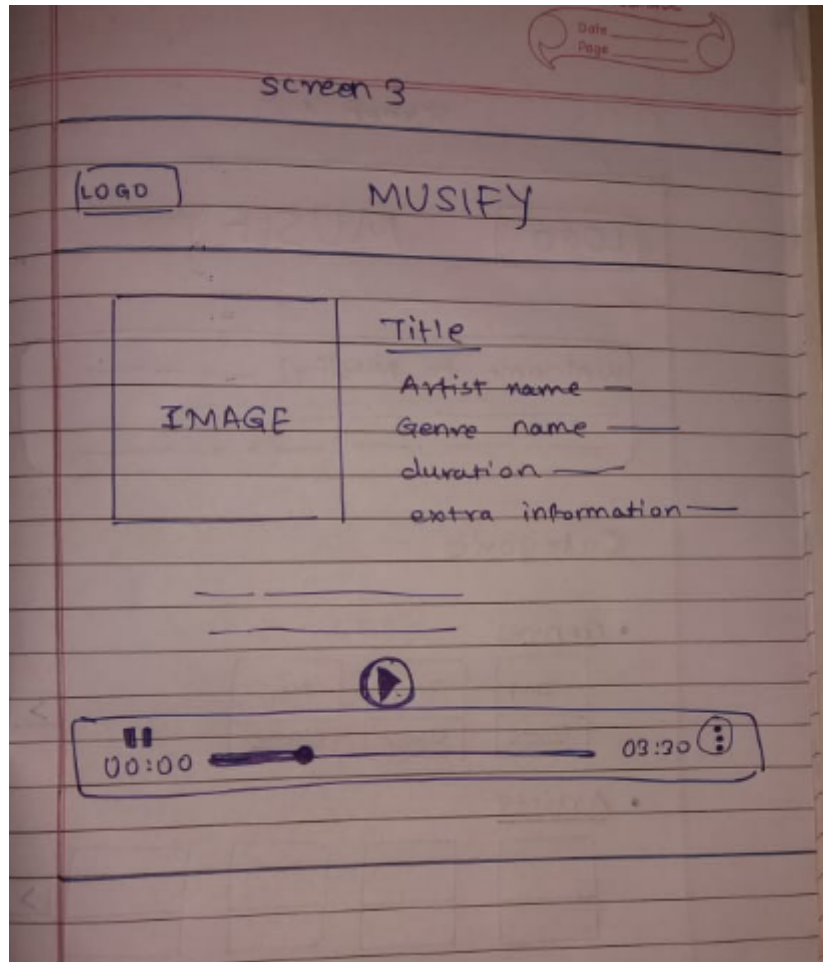 Date
Page
screen 3
LOGO
MUSIFY
Title
Artist name
Genre name
duration
IMAGE
extra information
00:00
03:30